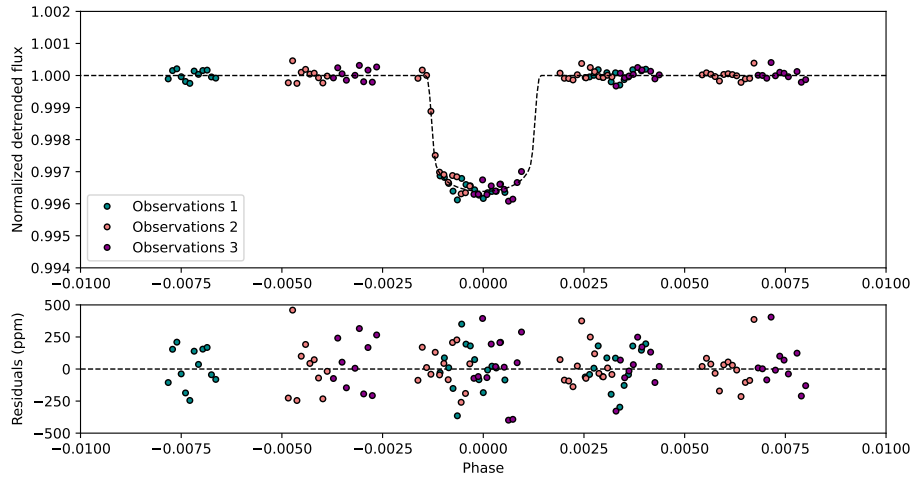 1.002
1.001
1.000
0.999
0.998
0.997
0.996
0.995
0.994
Normalized detrended flux
Observations 1
Observations 2
Observations 3
−0.0100 −0.0075 −0.0050 −0.0025 0.0000 0.0025 0.0050 0.0075 0.0100
500
250
0
−250
−500
Residuals (ppm)
−0.0100 −0.0075 −0.0050 −0.0025 0.0000 0.0025 0.0050 0.0075 0.0100
Phase